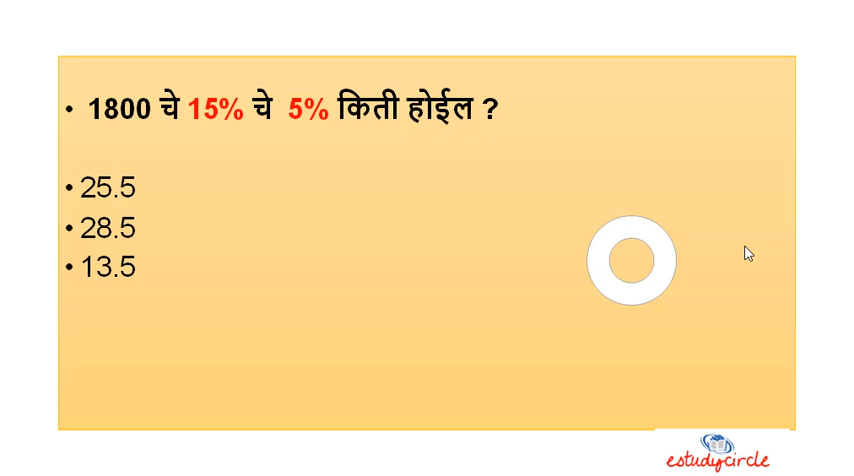 • 1800 चे 15% चे 5% किती होईल ?
• 25.5
• 28.5
• 13.5
estudycircle